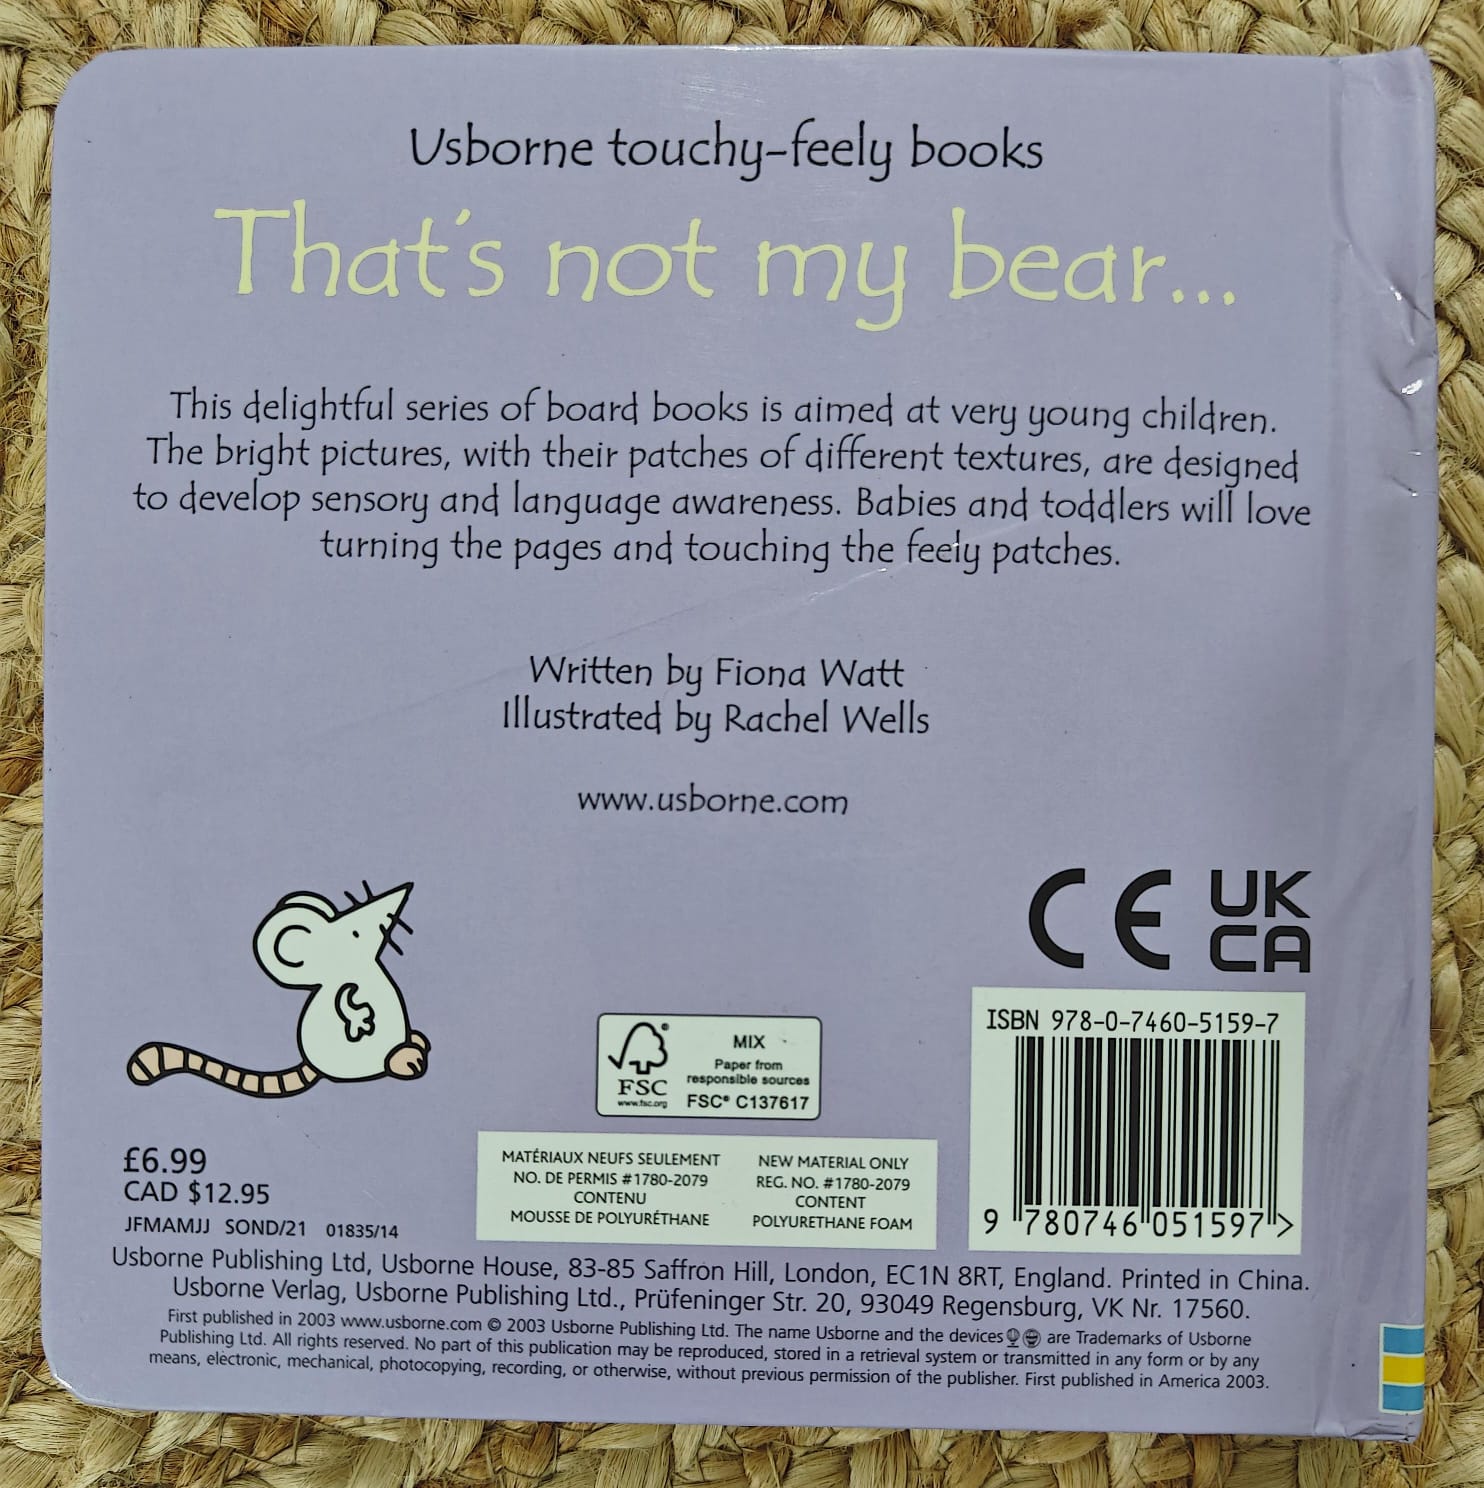 Usborne touchy-feely books
That's not my bear...
This delightful series of board books is aimed at very young children.
The bright pictures, with their patches of different textures, are designed
to develop sensory and language awareness. Babies and toddlers will love
turning the pages and touching the feely patches.
Written by Fiona Watt
Illustrated by Rachel Wells
www.usborne.com
CE UK
CA
ISBN 978-0-7460-5159-7
9 780746 051597 >
MIX
Paper from
responsible sources
FSC® C137617
®
FSC
www.fsc.org
MATÉRIAUX NEUFS SEULEMENT
NO. DE PERMIS #1780-2079
CONTENU
MOUSSE DE POLYURÉTHANE
NEW MATERIAL ONLY
REG. NO. #1780-2079
CONTENT
POLYURETHANE FOAM
£6.99
CAD $12.95
JFMAMJJ SOND/21 01835/14
Usborne Publishing Ltd, Usborne House, 83-85 Saffron Hill, London, EC1N 8RT, England. Printed in China.
Usborne Verlag, Usborne Publishing Ltd., Prüfeninger Str. 20, 93049 Regensburg, VK Nr. 17560.
First published in 2003 www.usborne.com © 2003 Usborne Publishing Ltd. The name Usborne and the devices are Trademarks of Usborne
Publishing Ltd. All rights reserved. No part of this publication may be reproduced, stored in a retrieval system or transmitted in any form or by any
means, electronic, mechanical, photocopying, recording, or otherwise, without previous permission of the publisher. First published in America 2003.